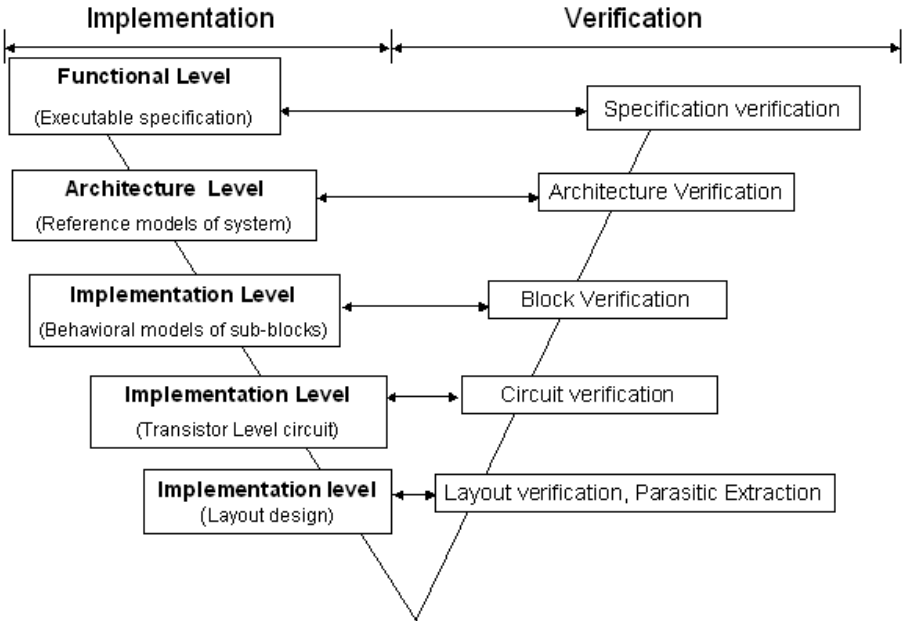 Implementation
Verification
Functional Level
(Executable specification)
Specification verification
Architecture Level
(Reference models of system)
Architecture Verification
Implementation Level
(Behavioral models of sub-blocks)
Block Verification
Implementation Level
(Transistor Level circuit)
Circuit verification
Implementation level
(Layout design)
Layout verification, Parasitic Extraction